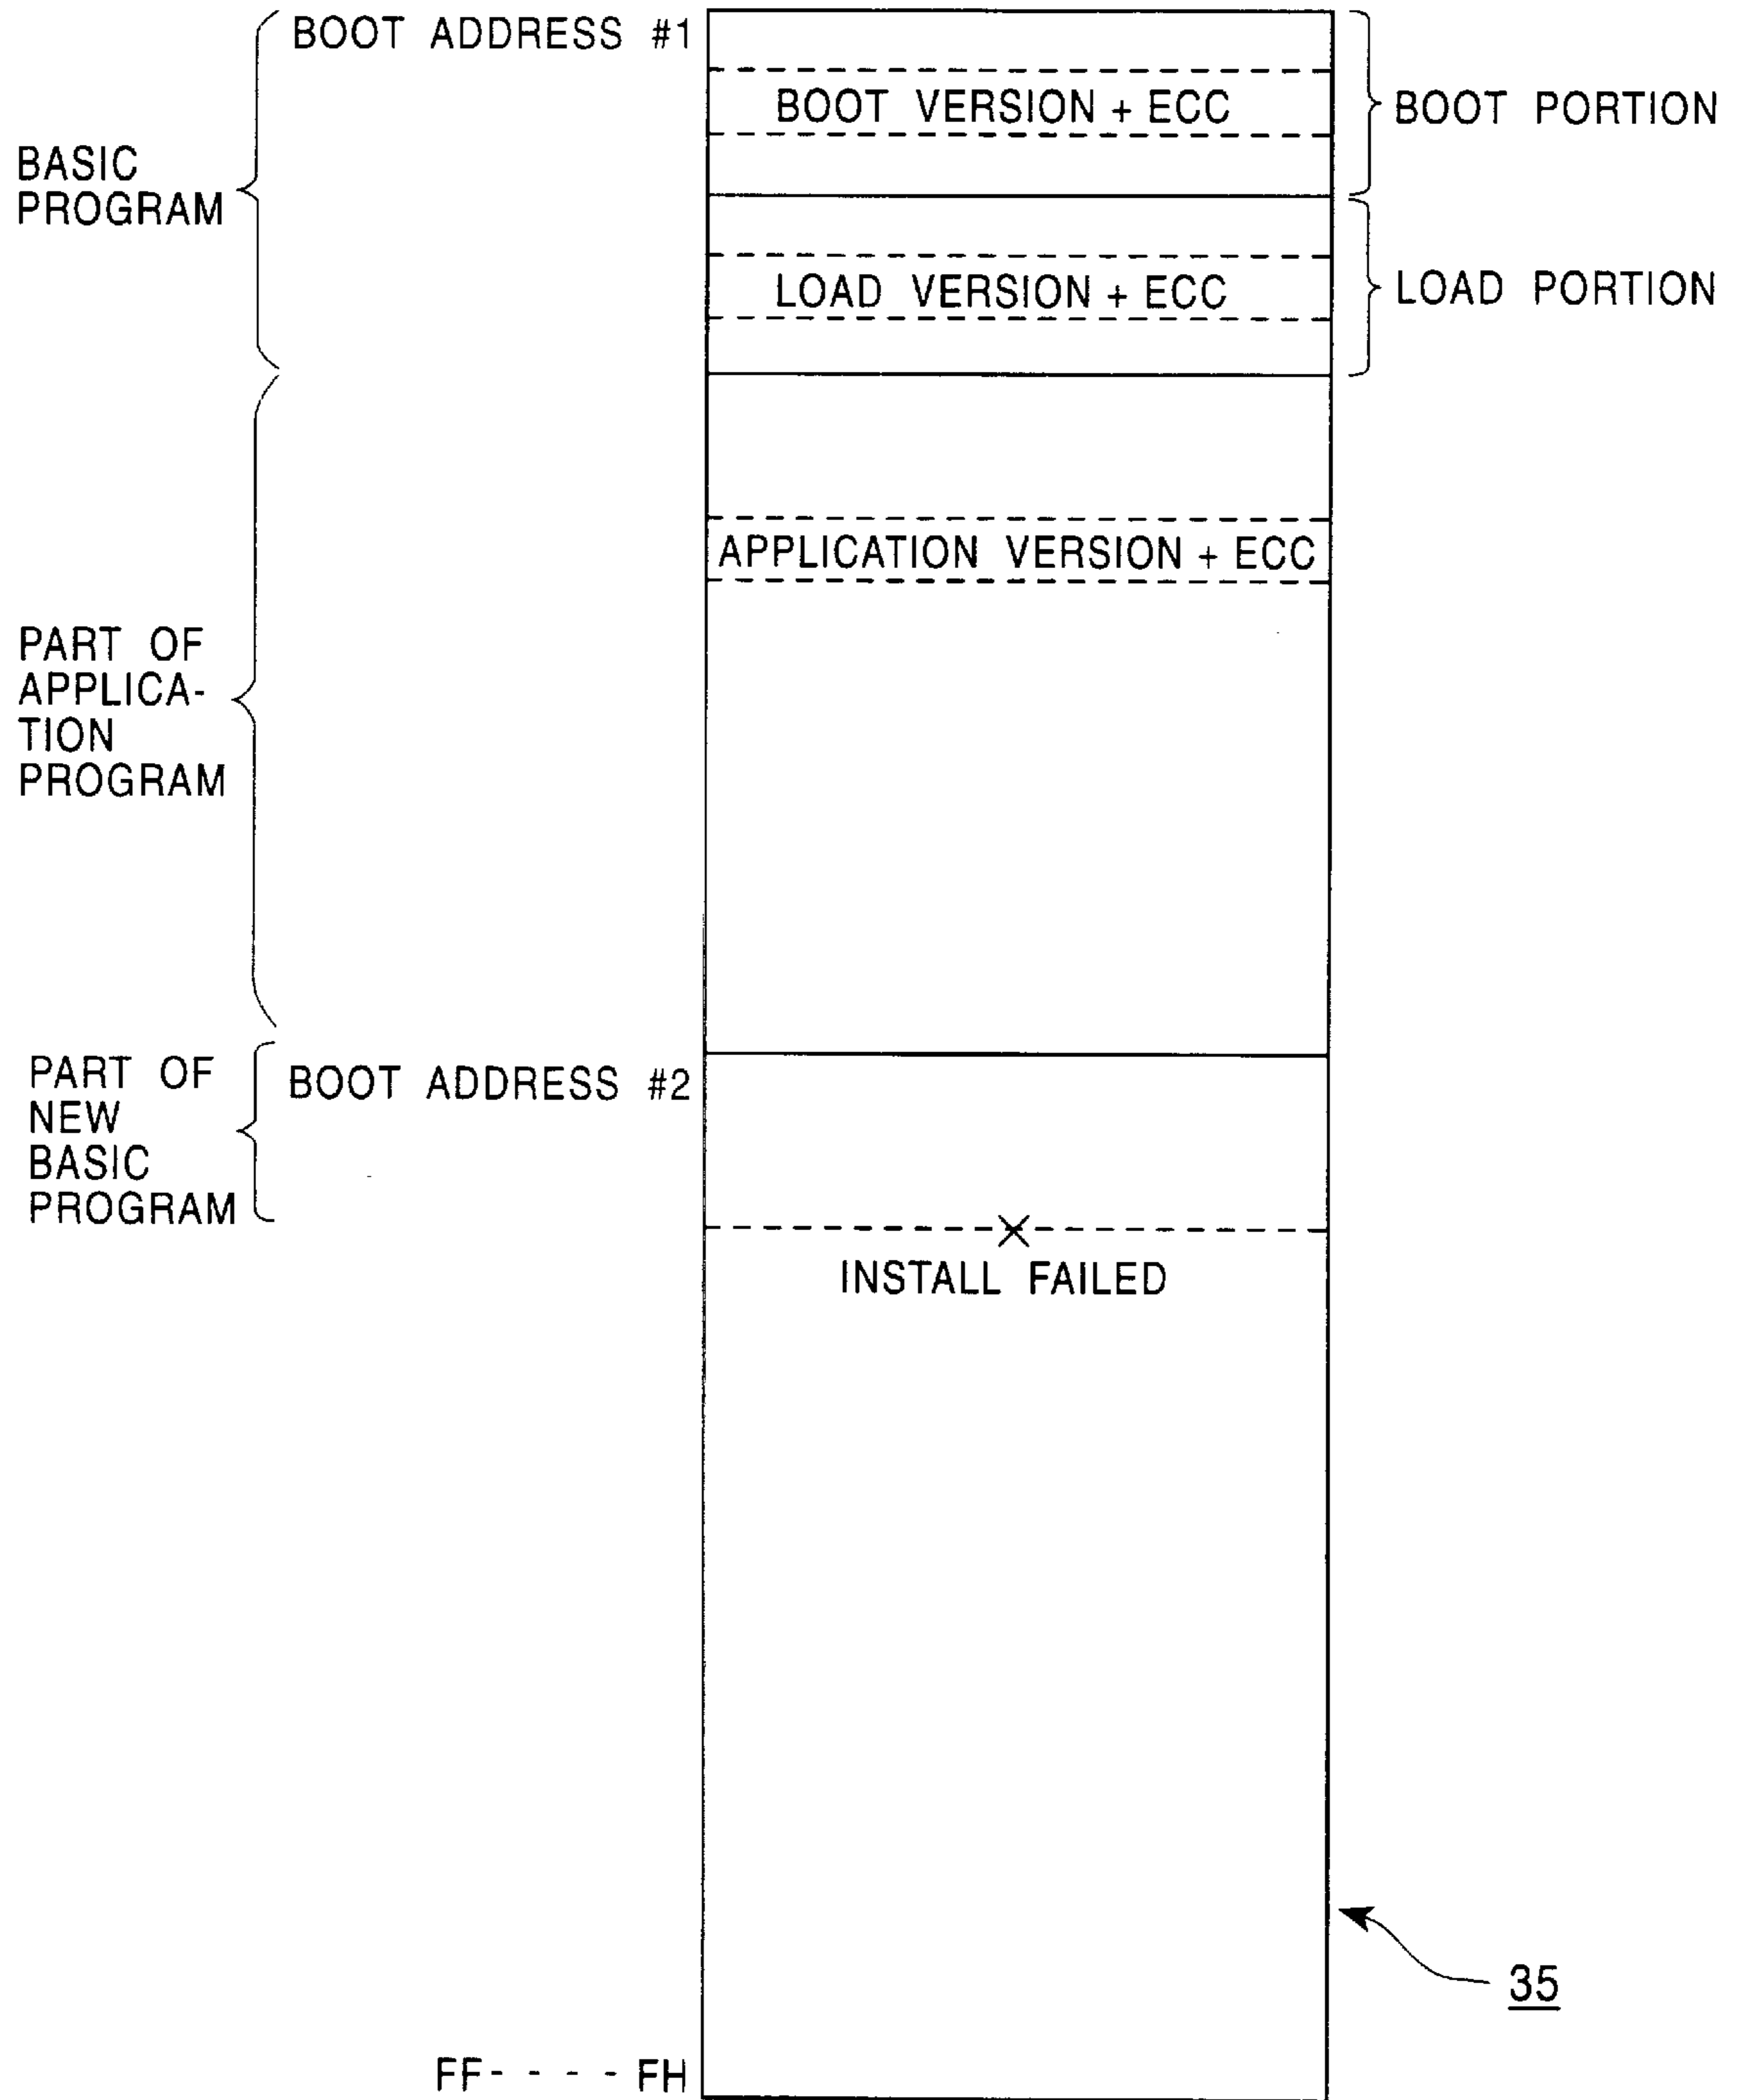 BOOT ADDRESS #1
BOOT VERSION + ECC
BOOT PORTION
BASIC
PROGRAM
LOAD VERSION + ECC
LOAD PORTION
APPLICATION VERSION + ECC
PART OF
APPLICA-
TION
PROGRAM
PART OF
NEW
BASIC
PROGRAM
BOOT ADDRESS #2
INSTALL FAILED
35
FF- - - - FH